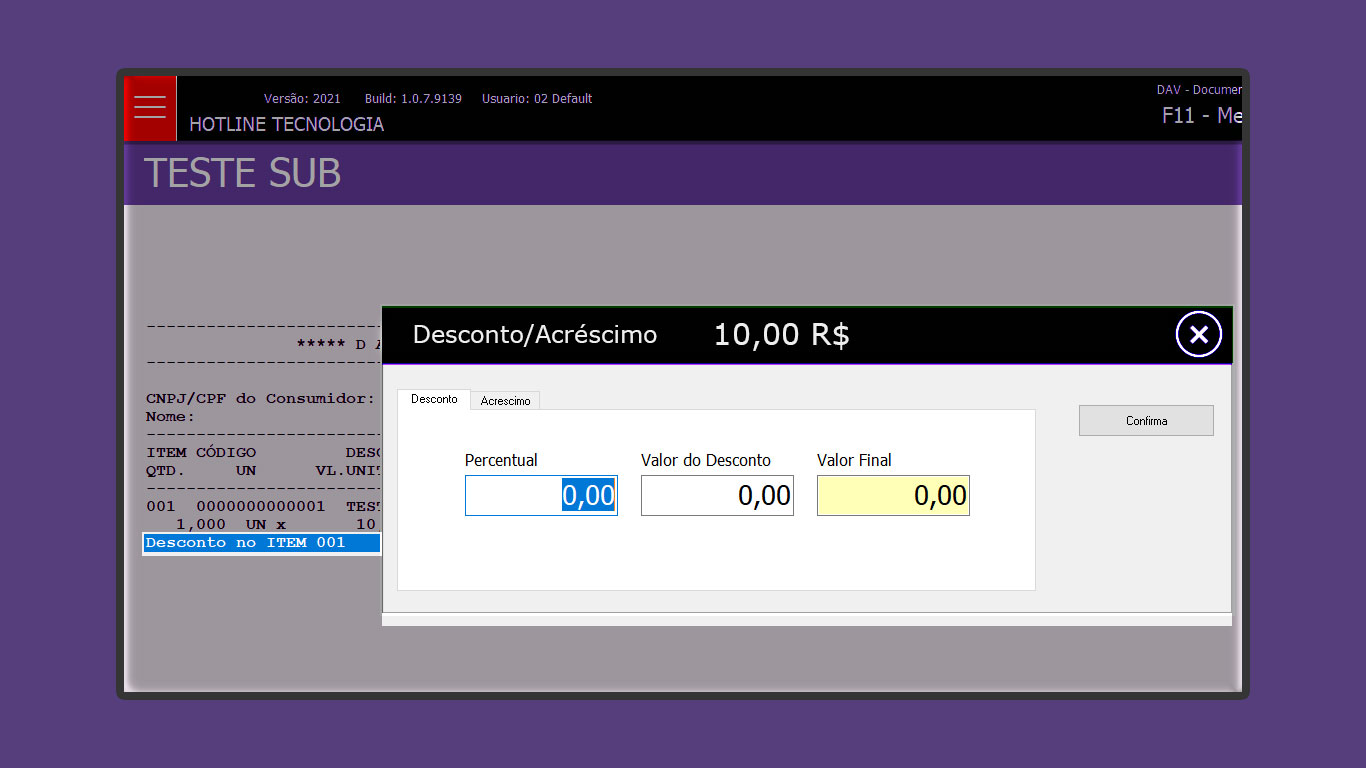 Versão: 2021 Build: 1.0.7.9139 Usuario: 02 Default
DAV - Documen
HOTLINE TECNOLOGIA
F11 - Me
TESTE SUB
--------------------------
***** D A
--------------------------
CNPJ/CPF do Consumidor:
Nome:
--------------------------
ITEM CÓDIGO DESC
QTD. UN VL.UNIT
--------------------------
001 0000000000001 TEST
1,000 UN x 10
Desconto no ITEM 001
Desconto/Acréscimo 10,00 R$
Desconto Acrescimo
Confirma
Percentual Valor do Desconto Valor Final
0,00 0,00 0,00